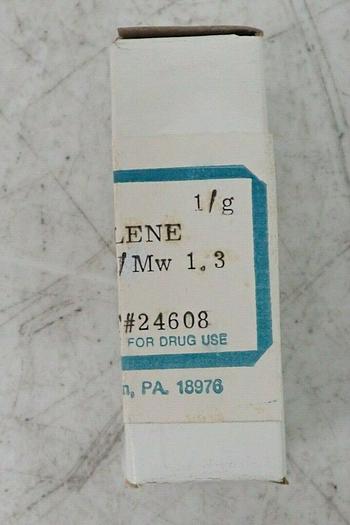 1/g
LENE
/Mw 1.3
#24608
FOR DRUG USE
n, PA. 18976